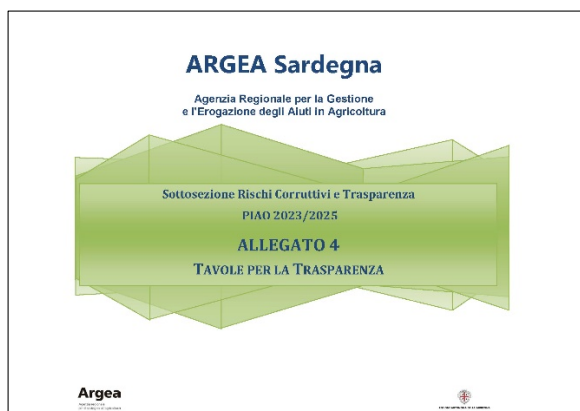 ARGEA Sardegna
Agenzia Regionale per la Gestione
e l'Erogazione degli Aiuti in Agricoltura
Sottosezione Rischi Corruttivi e Trasparenza
PIAO 2023/2025
ALLEGATO 4
TAVOLE PER LA TRASPARENZA
Argea